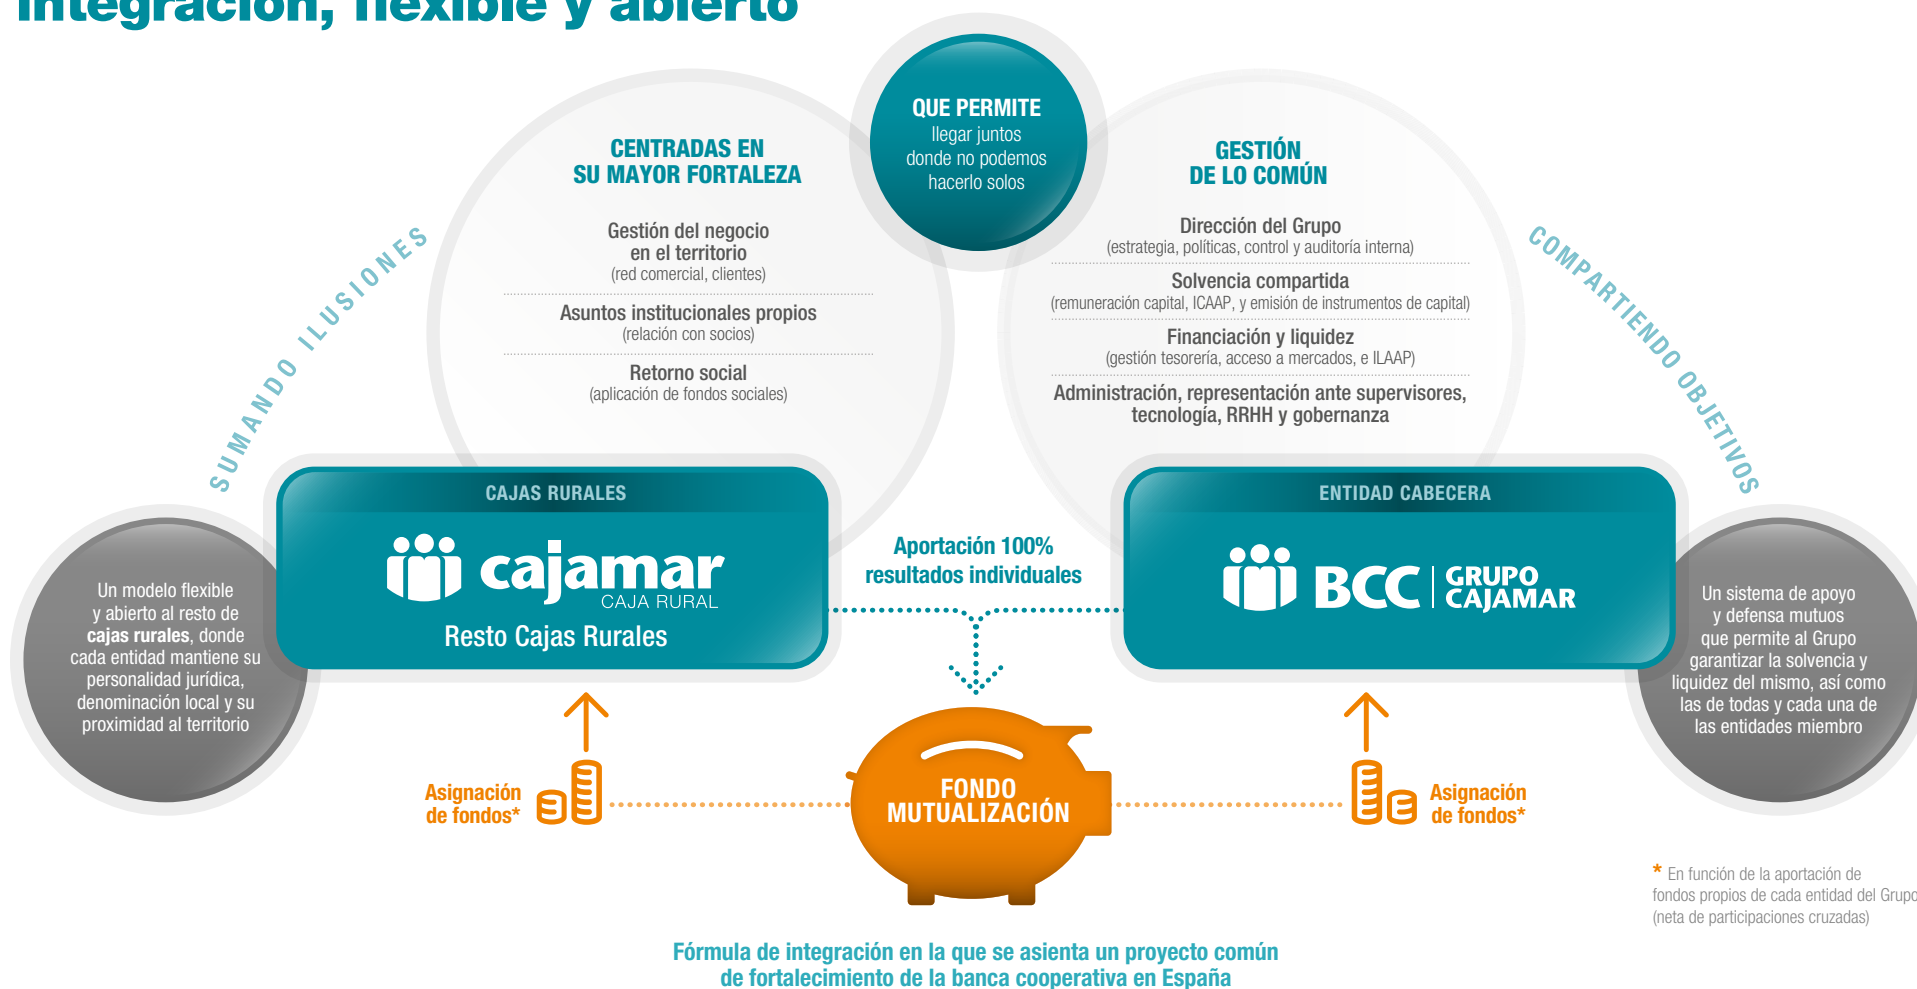 integración, flexible y abierto
QUE PERMITE
llegar juntos
donde no podemos
hacerlo solos
CENTRADAS EN
SU MAYOR FORTALEZA
Gestión del negocio
en el territorio
(red comercial, clientes)
Asuntos institucionales propios
(relación con socios)
Retorno social
(aplicación de fondos sociales)
GESTIÓN
DE LO COMÚN
Dirección del Grupo
(estrategia, políticas, control y auditoría interna)
Solvencia compartida
(remuneración capital, ICAAP, y emisión de instrumentos de capital)
Financiación y liquidez
(gestión tesorería, acceso a mercados, e ILAAP)
Administración, representación ante supervisores,
tecnología, RRHH y gobernanza
SUMANDO ILUSIONES
COMPARTIENDO OBJETIVOS
CAJAS RURALES
cajamar
CAJA RURAL
Resto Cajas Rurales
Aportación 100%
resultados individuales
ENTIDAD CABECERA
BCC
GRUPO
CAJAMAR
Un modelo flexible
y abierto al resto de
cajas rurales, donde
cada entidad mantiene su
personalidad jurídica,
denominación local y su
proximidad al territorio
Un sistema de apoyo
y defensa mutuos
que permite al Grupo
garantizar la solvencia y
liquidez del mismo, así como
las de todas y cada una de
las entidades miembro
Asignación
de fondos*
FONDO
MUTUALIZACIÓN
Asignación
de fondos*
* En función de la aportación de
fondos propios de cada entidad del Grupo
(neta de participaciones cruzadas)
Fórmula de integración en la que se asienta un proyecto común
de fortalecimiento de la banca cooperativa en España